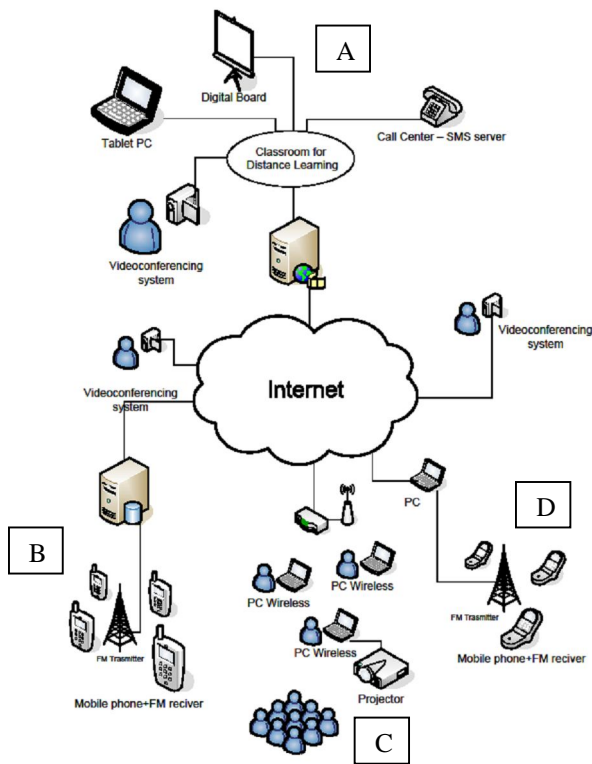 A
Digital Board
Tablet PC
Call Center – SMS server
Classroom for
Distance Learning
Videoconferencing
system
Videoconferencing
system
Internet
Videoconferencing
system
PC
D
B
PC Wireless
PC Wireless
FM Trasmitter
FM Trasmitter
PC Wireless
Mobile phone+FM reciver
Mobile phone+FM reciver
Projector
C